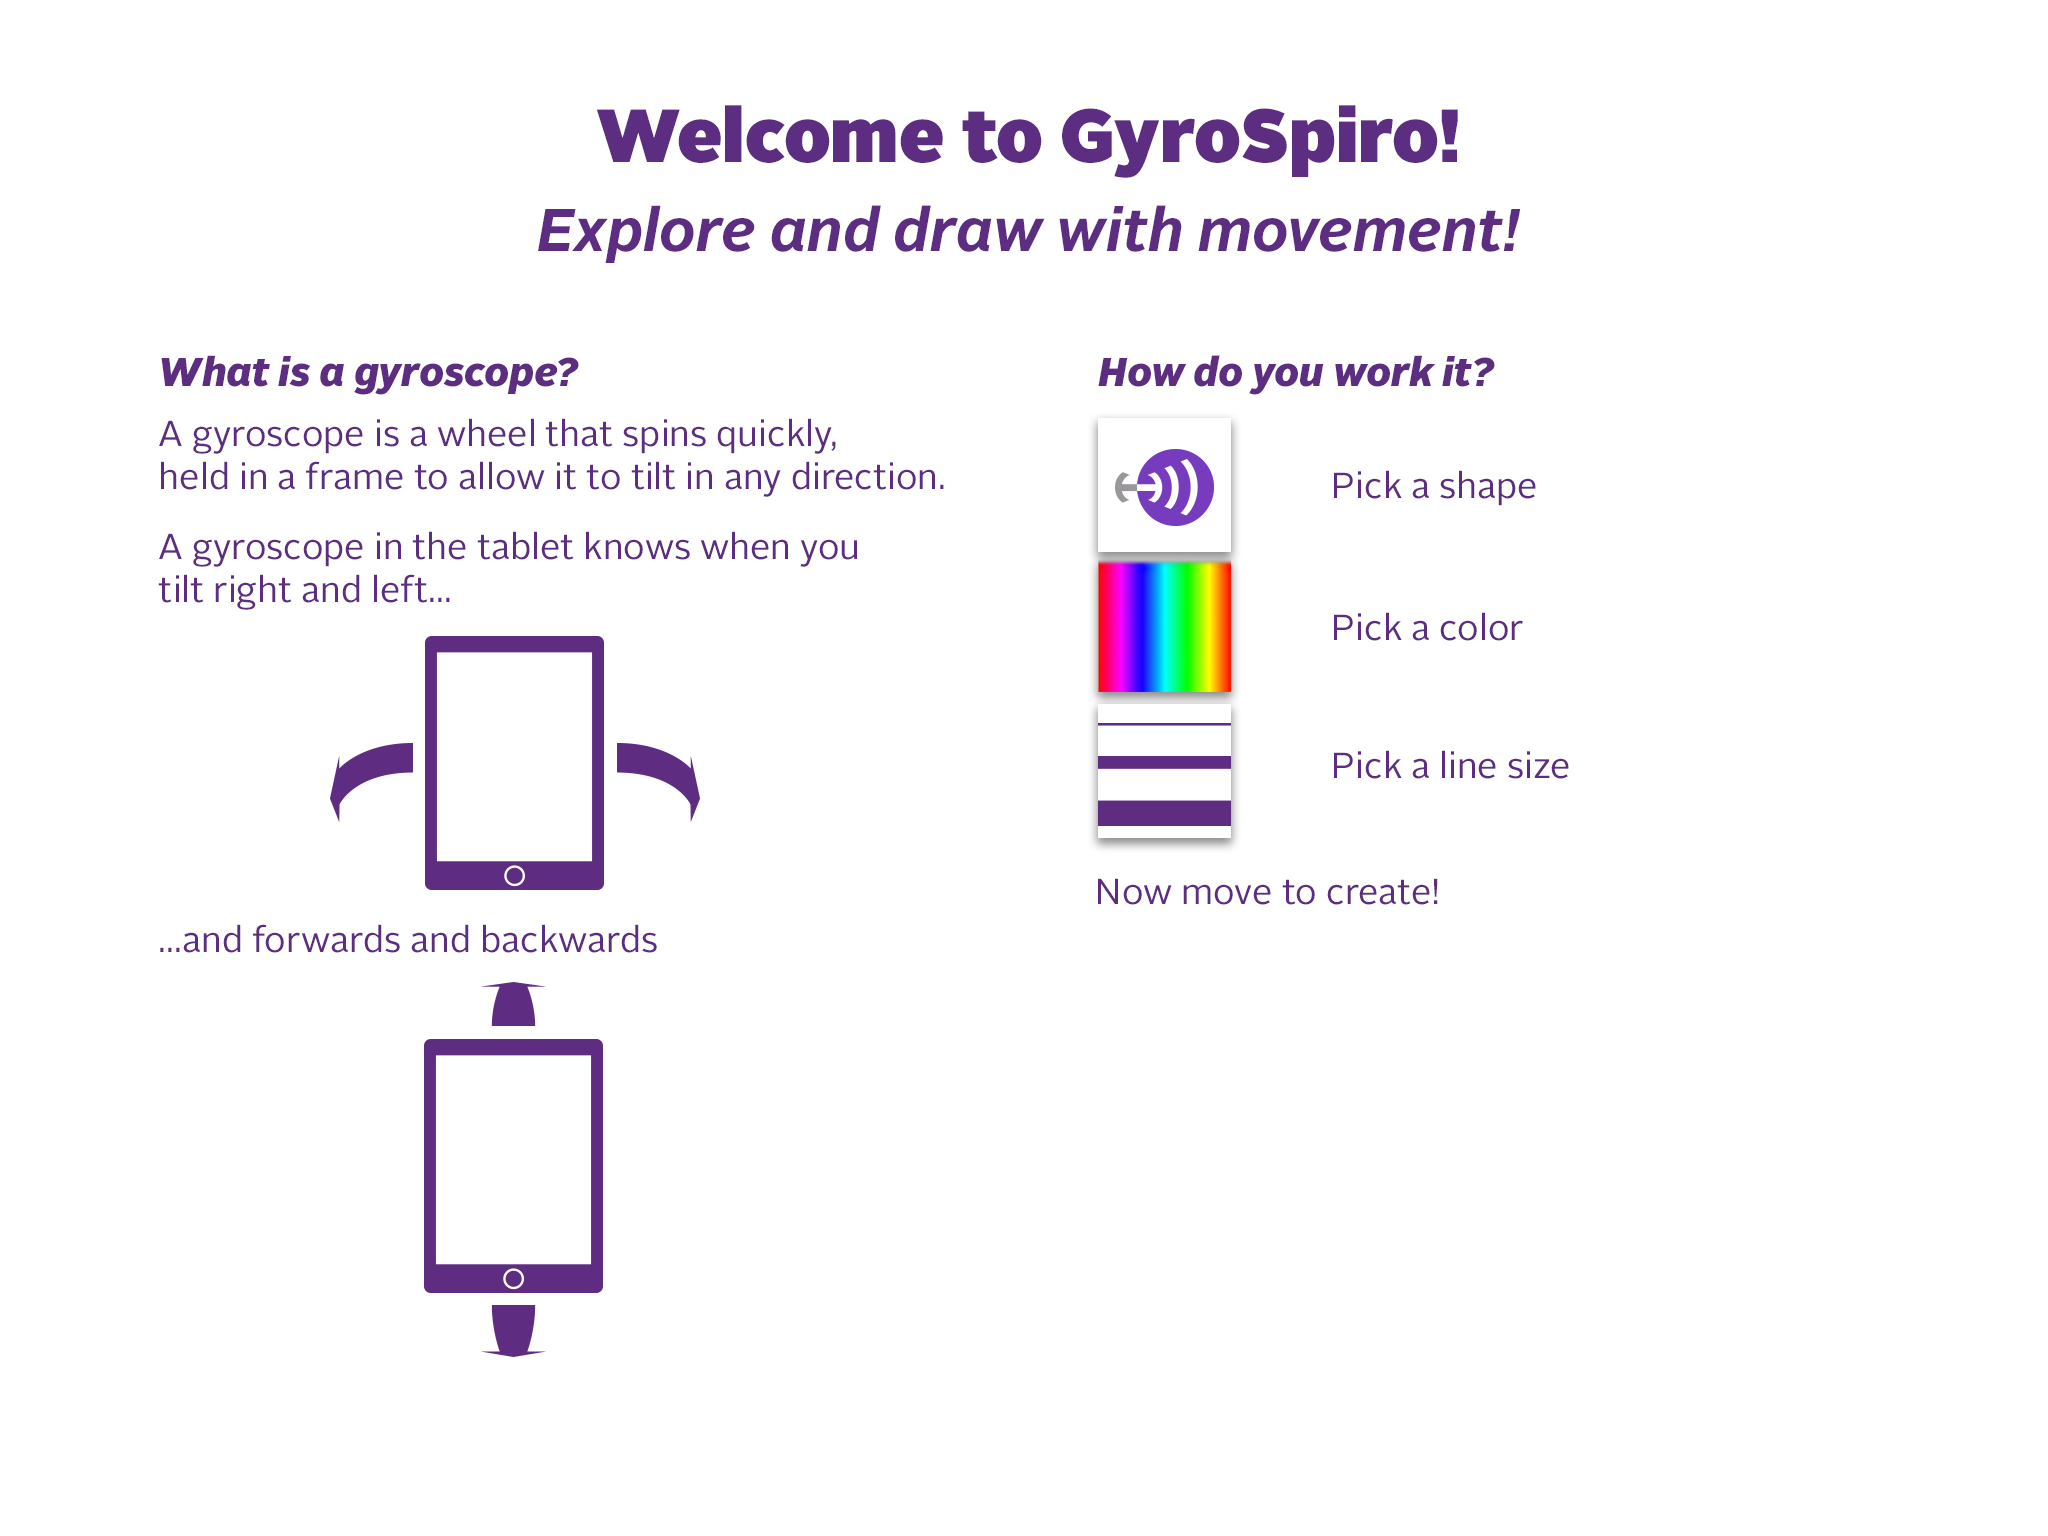 Welcome to GyroSpiro!
Explore and draw with movement!
What is a gyroscope?
A gyroscope is a wheel that spins quickly,
held in a frame to allow it to tilt in any direction.
A gyroscope in the tablet knows when you
tilt right and left...
...and forwards and backwards
How do you work it?
Pick a shape
Pick a color
Pick a line size
Now move to create!